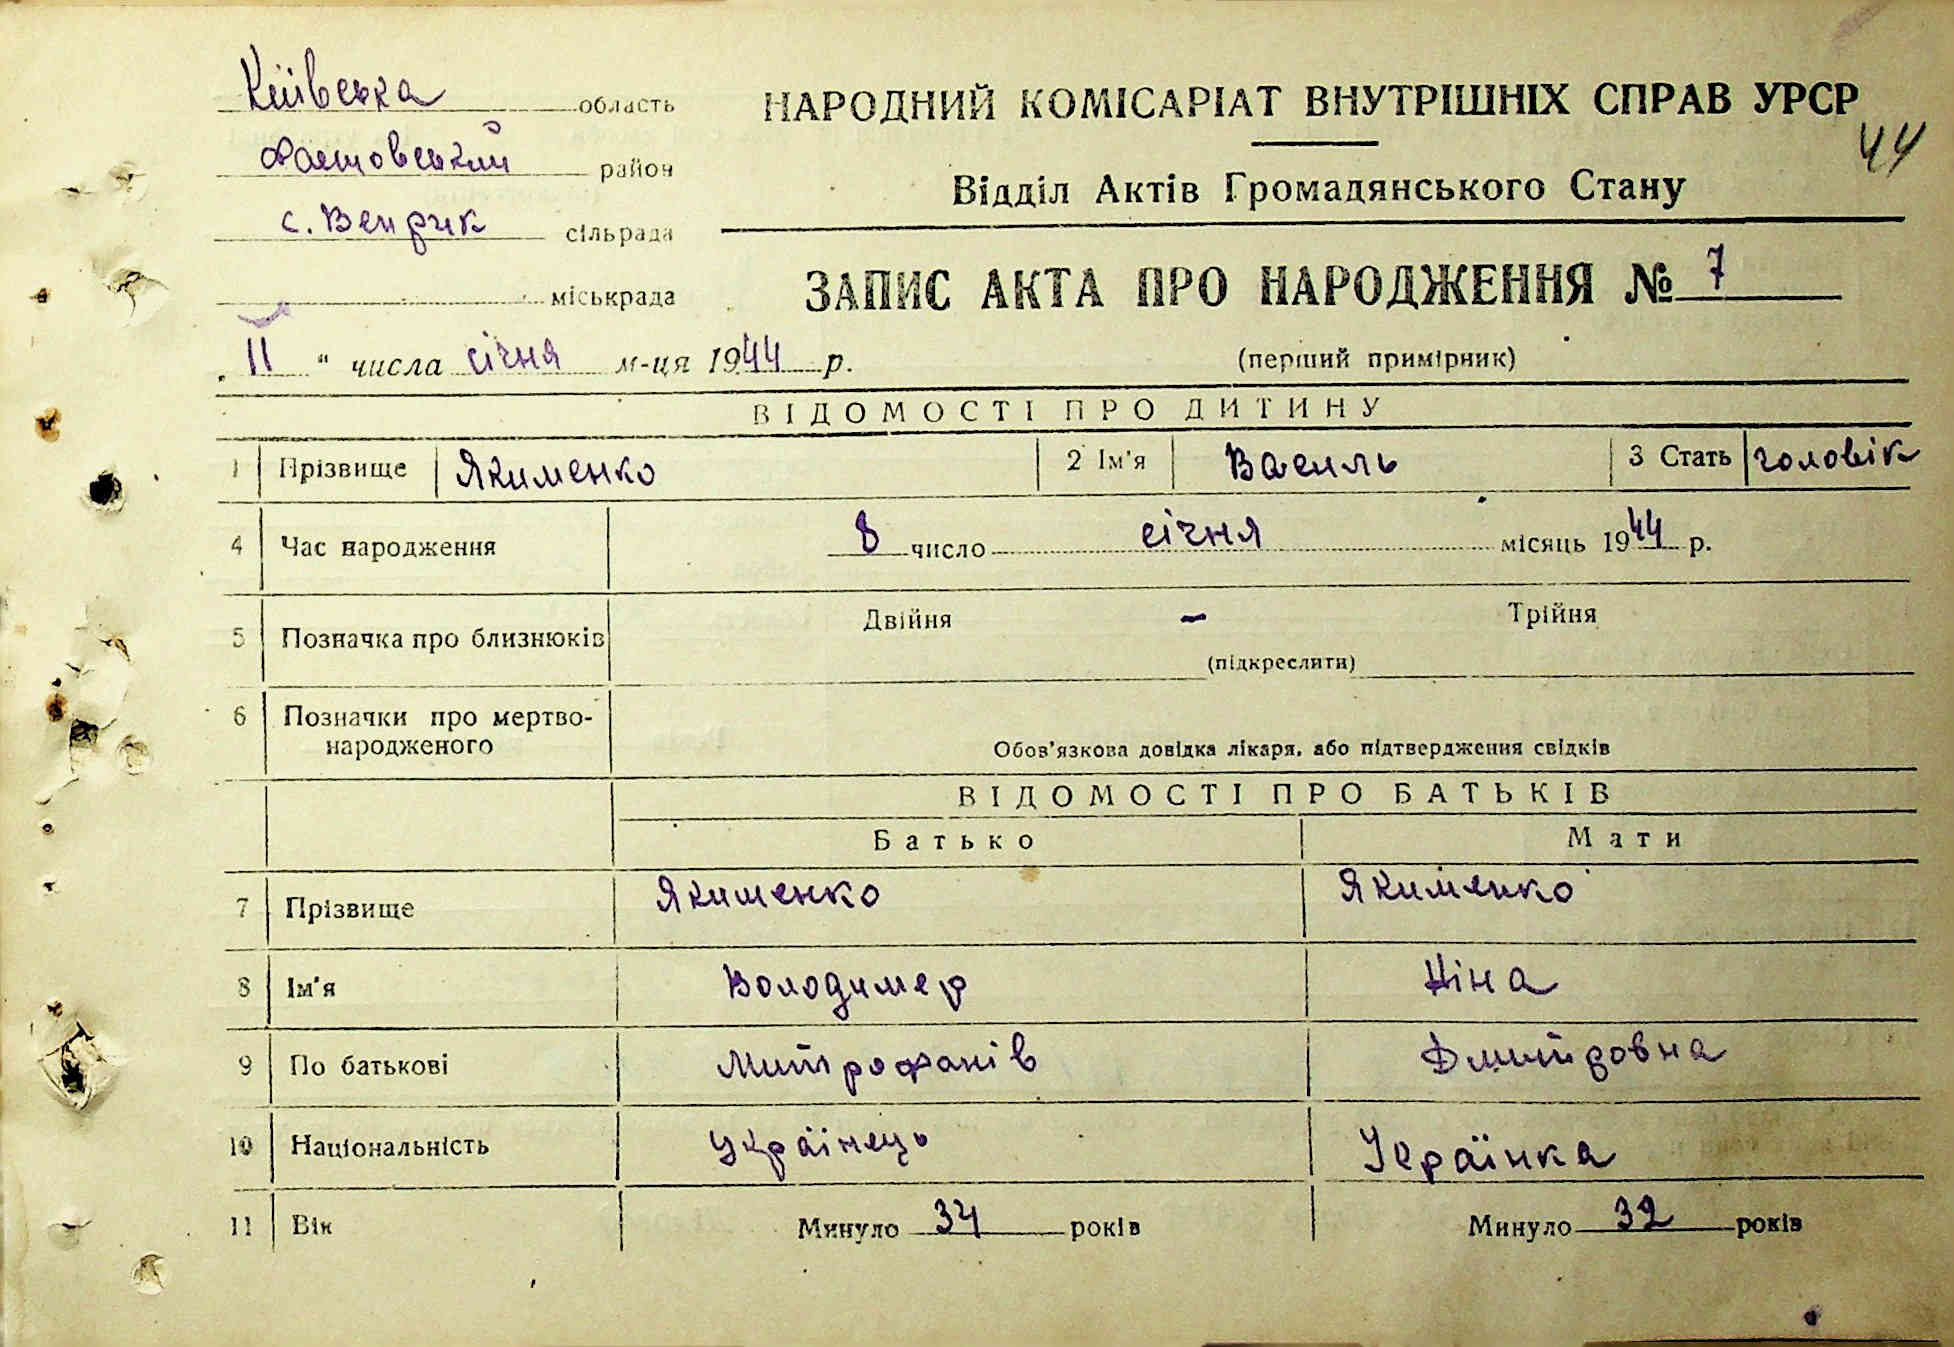 Київська область
Фастовський район
с. Веприк сільрада
міськрада
НАРОДНИЙ КОМІСАРІАТ ВНУТРІШНІХ СПРАВ УРСР
44
Відділ Актів Громадянського Стану
ЗАПИС АКТА ПРО НАРОДЖЕННЯ № 7
„11" числа січня м-ця 1944 р.
(перший примірник)
ВІДОМОСТІ ПРО ДИТИНУ
1 Прізвище Якименко 2 Ім'я Василь 3 Стать чоловік
4 Час народження 8 число січня місяць 1944 р.
5 Позначка про близнюків Двійня – Трійня
(підкреслити)
6 Позначки про мертво-
народженого Обов'язкова довідка лікаря, або підтвердження свідків
ВІДОМОСТІ ПРО БАТЬКІВ
Батько Мати
7 Прізвище Якименко Якименко
8 Ім'я Володимер Ніна
9 По батькові Митрофанів Дмитровна
10 Національність Українець Українка
11 Вік Минуло 34 років Минуло 32 років